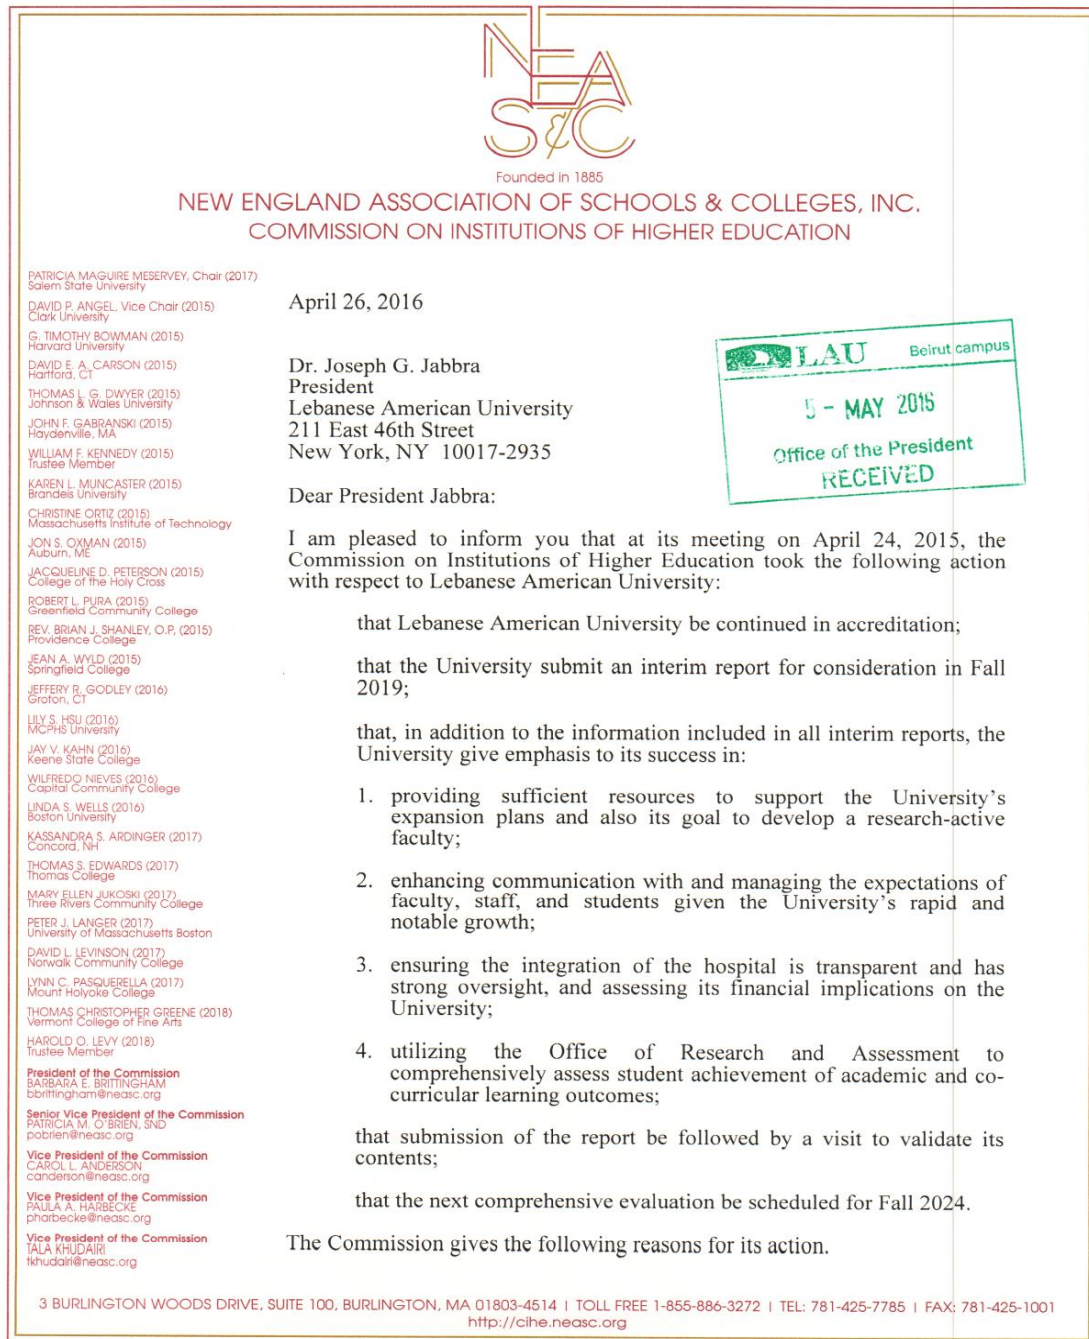 NEAS&C
Founded in 1885
NEW ENGLAND ASSOCIATION OF SCHOOLS & COLLEGES, INC.
COMMISSION ON INSTITUTIONS OF HIGHER EDUCATION
PATRICIA MAGUIRE MESERVEY, Chair (2017)
Salem State University
DAVID P. ANGEL, Vice Chair (2015)
Clark University
G. TIMOTHY BOWMAN (2015)
Harvard University
DAVID E. A. CARSON (2015)
Hartford, CT
THOMAS L. G. DWYER (2015)
Johnson & Wales University
JOHN F. GABRANSKI (2015)
Haydenville, MA
WILLIAM F. KENNEDY (2015)
Trustee Member
KAREN L. MUNCASTER (2015)
Brandeis University
CHRISTINE ORTIZ (2015)
Massachusetts Institute of Technology
JON S. OXMAN (2015)
Auburn, ME
JACQUELINE D. PETERSON (2015)
College of the Holy Cross
ROBERT L. PURA (2015)
Greenfield Community College
REV. BRIAN J. SHANLEY, O.P. (2015)
Providence College
JEAN A. WYLD (2015)
Springfield College
JEFFERY R. GODLEY (2016)
Groton, CT
LILY S. HSU (2016)
MCPHS University
JAY V. KAHN (2016)
Keene State College
WILFREDO NIEVES (2016)
Capital Community College
LINDA S. WELLS (2016)
Boston University
KASSANDRA S. ARDINGER (2017)
Concord, NH
THOMAS S. EDWARDS (2017)
Thomas College
MARY ELLEN JUKOSKI (2017)
Three Rivers Community College
PETER J. LANGER (2017)
University of Massachusetts Boston
DAVID L. LEVINSON (2017)
Norwalk Community College
LYNN C. PASQUERELLA (2017)
Mount Holyoke College
THOMAS CHRISTOPHER GREENE (2018)
Vermont College of Fine Arts
HAROLD O. LEVY (2018)
Trustee Member
President of the Commission
BARBARA E. BRITTINGHAM
bbrittingham@neasc.org
Senior Vice President of the Commission
PATRICIA M. O'BRIEN, SND
pobrien@neasc.org
Vice President of the Commission
CAROL L. ANDERSON
canderson@neasc.org
Vice President of the Commission
PAULA A. HARBECKE
pharbecke@neasc.org
Vice President of the Commission
TALA KHUDAIRI
tkhudairi@neasc.org
April 26, 2016
Dr. Joseph G. Jabbra
President
Lebanese American University
211 East 46th Street
New York, NY 10017-2935
LAU Beirut campus
5 - MAY 2015
Office of the President
RECEIVED
Dear President Jabbra:
I am pleased to inform you that at its meeting on April 24, 2015, the
Commission on Institutions of Higher Education took the following action
with respect to Lebanese American University:
that Lebanese American University be continued in accreditation;
that the University submit an interim report for consideration in Fall
2019;
that, in addition to the information included in all interim reports, the
University give emphasis to its success in:
1. providing sufficient resources to support the University's
expansion plans and also its goal to develop a research-active
faculty;
2. enhancing communication with and managing the expectations of
faculty, staff, and students given the University's rapid and
notable growth;
3. ensuring the integration of the hospital is transparent and has
strong oversight, and assessing its financial implications on the
University;
4. utilizing the Office of Research and Assessment to
comprehensively assess student achievement of academic and co-
curricular learning outcomes;
that submission of the report be followed by a visit to validate its
contents;
that the next comprehensive evaluation be scheduled for Fall 2024.
The Commission gives the following reasons for its action.
3 BURLINGTON WOODS DRIVE, SUITE 100, BURLINGTON, MA 01803-4514 | TOLL FREE 1-855-886-3272 | TEL: 781-425-7785 | FAX: 781-425-1001
http://cihe.neasc.org